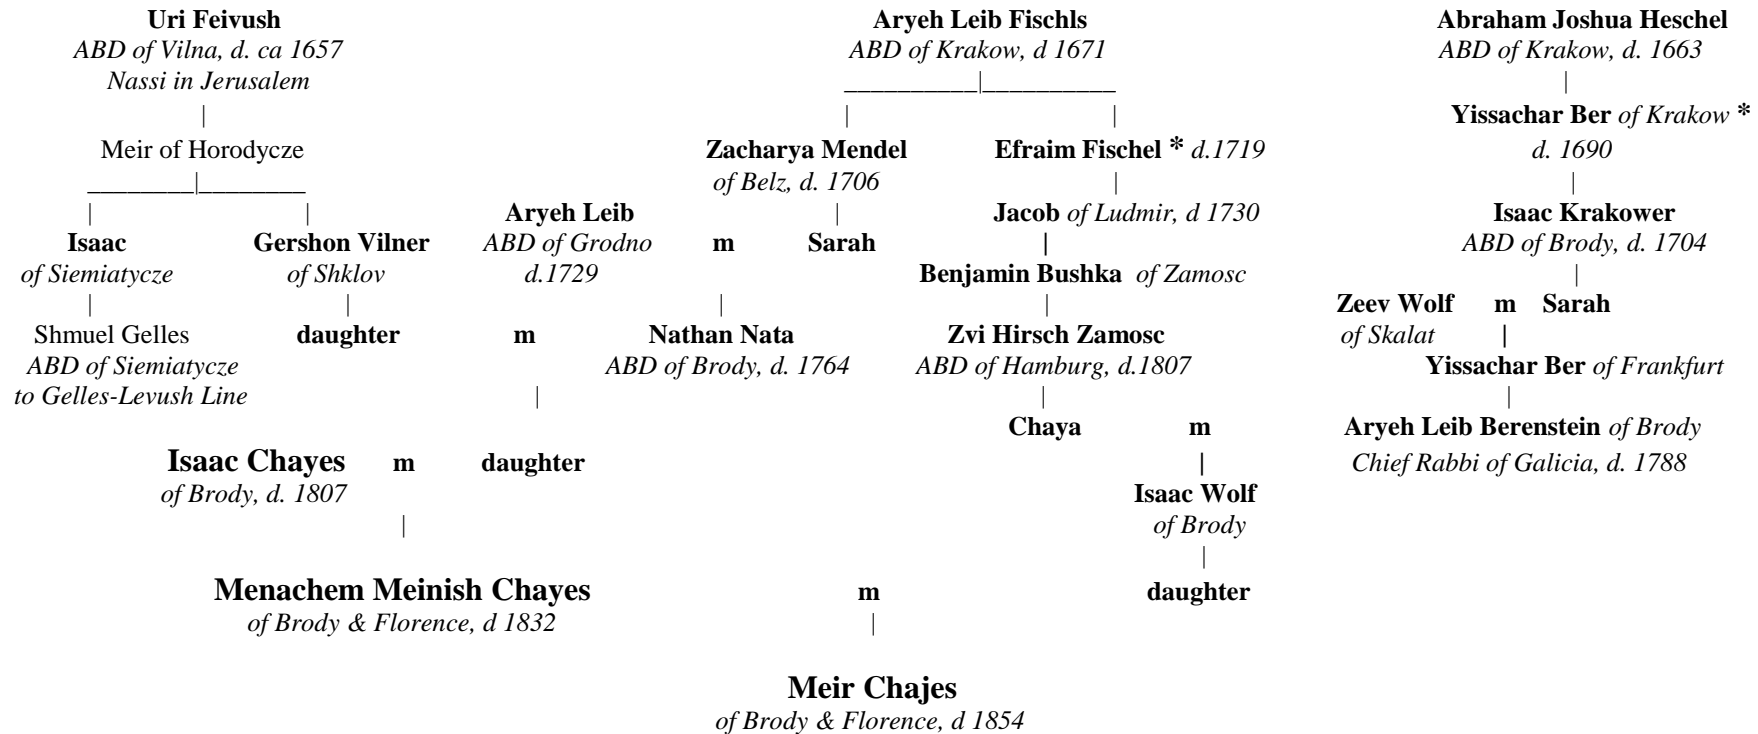 Uri Feivush Aryeh Leib Fischls Abraham Joshua Heschel
ABD of Vilna, d. ca 1657 ABD of Krakow, d 1671 ABD of Krakow, d. 1663
Nassi in Jerusalem
Yissachar Ber of Krakow *
Meir of Horodycze Zacharya Mendel Efraim Fischel * d.1719 d. 1690
of Belz, d. 1706
Aryeh Leib Jacob of Ludmir, d 1730 Isaac Krakower
Isaac Gershon Vilner ABD of Grodno m Sarah ABD of Brody, d. 1704
of Siemiatycze of Shklov d.1729 Benjamin Bushka of Zamosc
Zeev Wolf m Sarah
Shmuel Gelles daughter m Nathan Nata Zvi Hirsch Zamosc of Skalat
ABD of Siemiatycze ABD of Brody, d. 1764 ABD of Hamburg, d.1807 Yissachar Ber of Frankfurt
to Gelles-Levush Line
Chaya m Aryeh Leib Berenstein of Brody
Isaac Chayes m daughter Chief Rabbi of Galicia, d. 1788
of Brody, d. 1807 Isaac Wolf
of Brody
Menachem Meinish Chayes m daughter
of Brody & Florence, d 1832
Meir Chajes
of Brody & Florence, d 1854